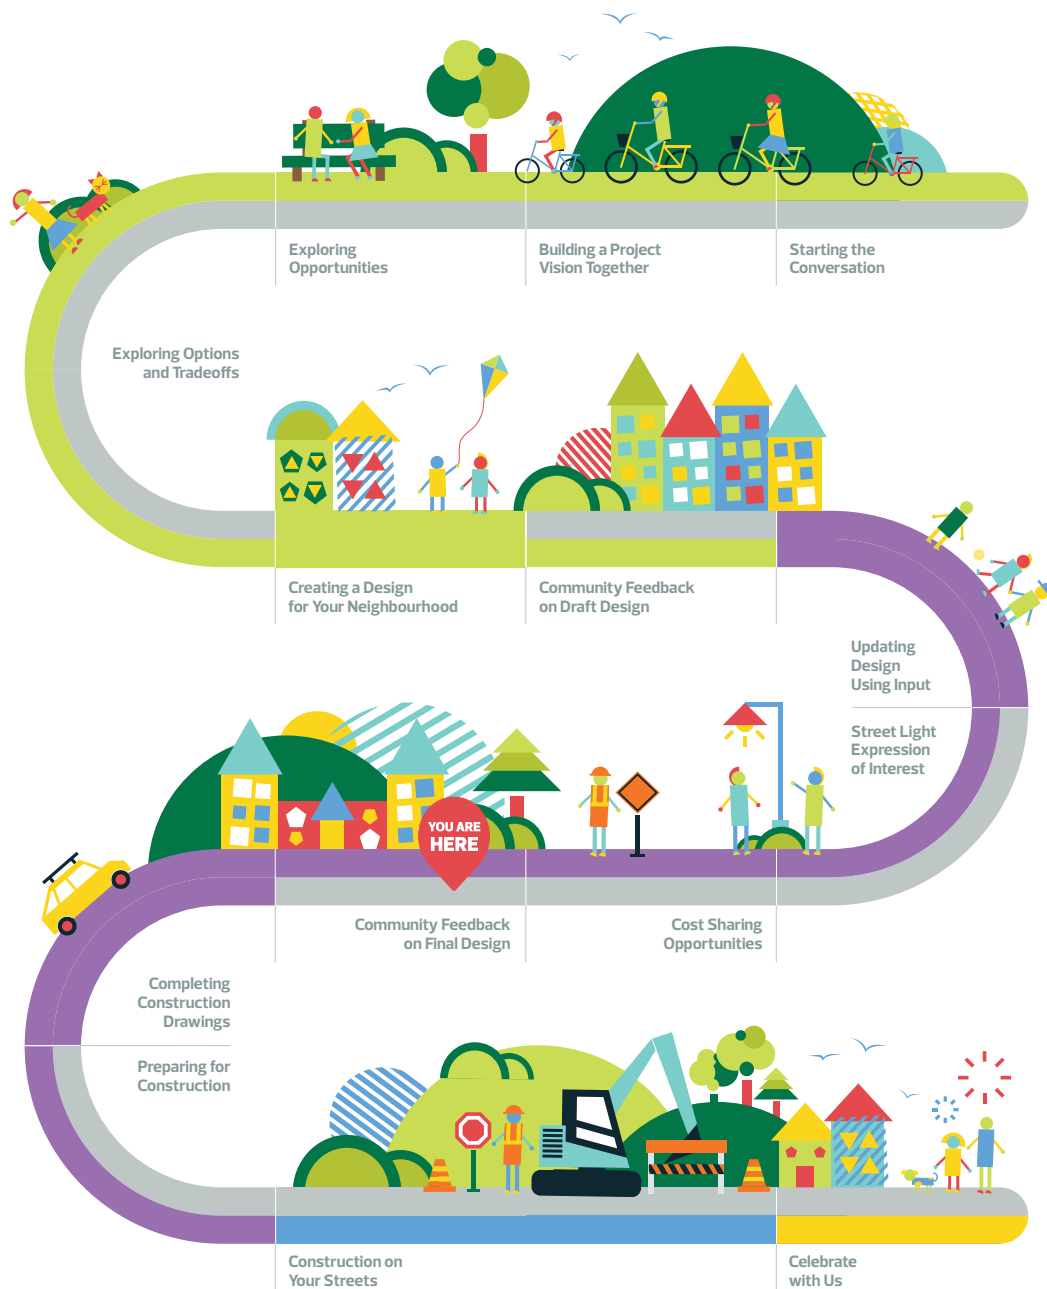 Exploring
Opportunities
Building a Project
Vision Together
Starting the
Conversation
Exploring Options
and Tradeoffs
Creating a Design
for Your Neighbourhood
Community Feedback
on Draft Design
Updating
Design
Using Input
Street Light
Expression
of Interest
YOU ARE
HERE
Community Feedback
on Final Design
Cost Sharing
Opportunities
Completing
Construction
Drawings
Preparing for
Construction
Construction on
Your Streets
Celebrate
with Us